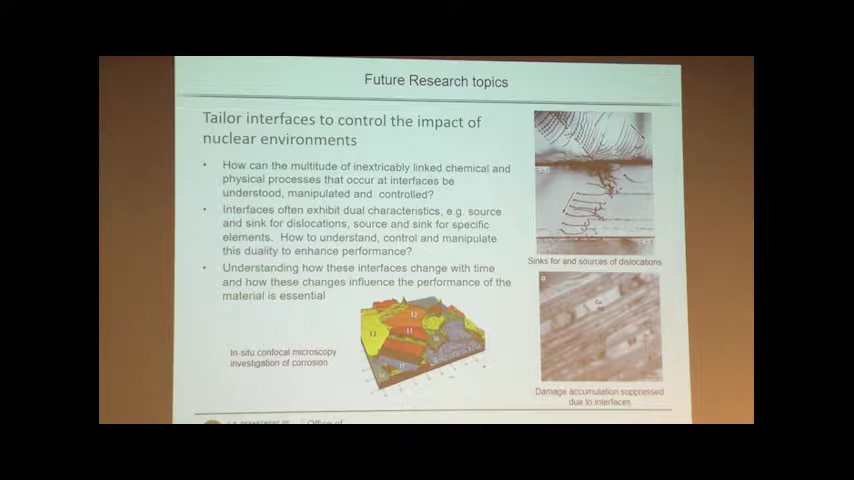 Future Research topics
Tailor interfaces to control the impact of
nuclear environments
• How can the multitude of inextricably linked chemical and
physical processes that occur at interfaces be
understood, manipulated and controlled?
• Interfaces often exhibit dual characteristics, e.g. source
and sink for dislocations, source and sink for specific
elements. How to understand, control and manipulate
this duality to enhance performance?
• Understanding how these interfaces change with time
and how these changes influence the performance of the
material is essential
Sinks for and sources of dislocations
In-situ confocal microscopy
investigation of corrosion
12
13
11
Damage accumulation suppressed
due to interfaces
Office of